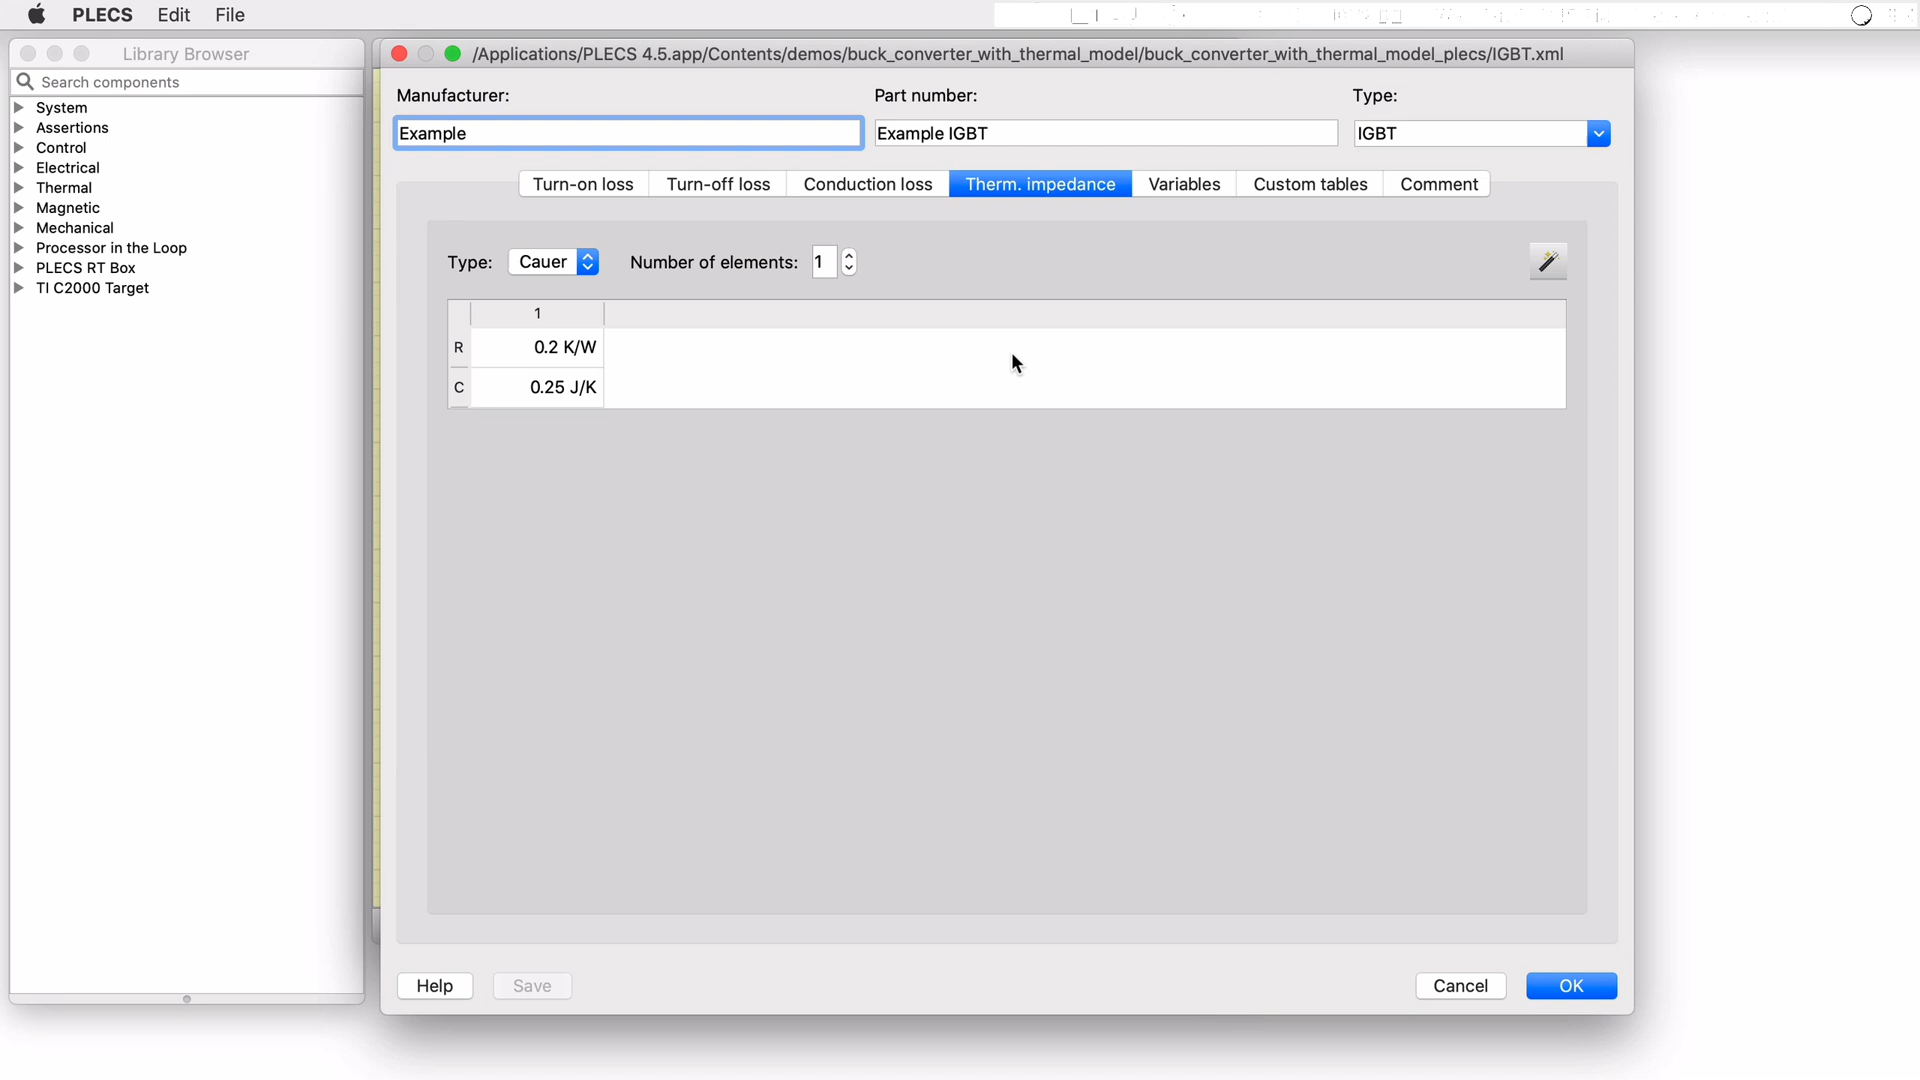 PLECS Edit File
Library Browser
Search components
System
Assertions
Control
Electrical
Thermal
Magnetic
Mechanical
Processor in the Loop
PLECS RT Box
TI C2000 Target
/Applications/PLECS 4.5.app/Contents/demos/buck_converter_with_thermal_model/buck_converter_with_thermal_model_plecs/IGBT.xml
Manufacturer: Part number: Type:
Example Example IGBT IGBT
Turn-on loss Turn-off loss Conduction loss Therm. impedance Variables Custom tables Comment
Type: Cauer Number of elements: 1
1
R 0.2 K/W
C 0.25 J/K
Help Save Cancel OK